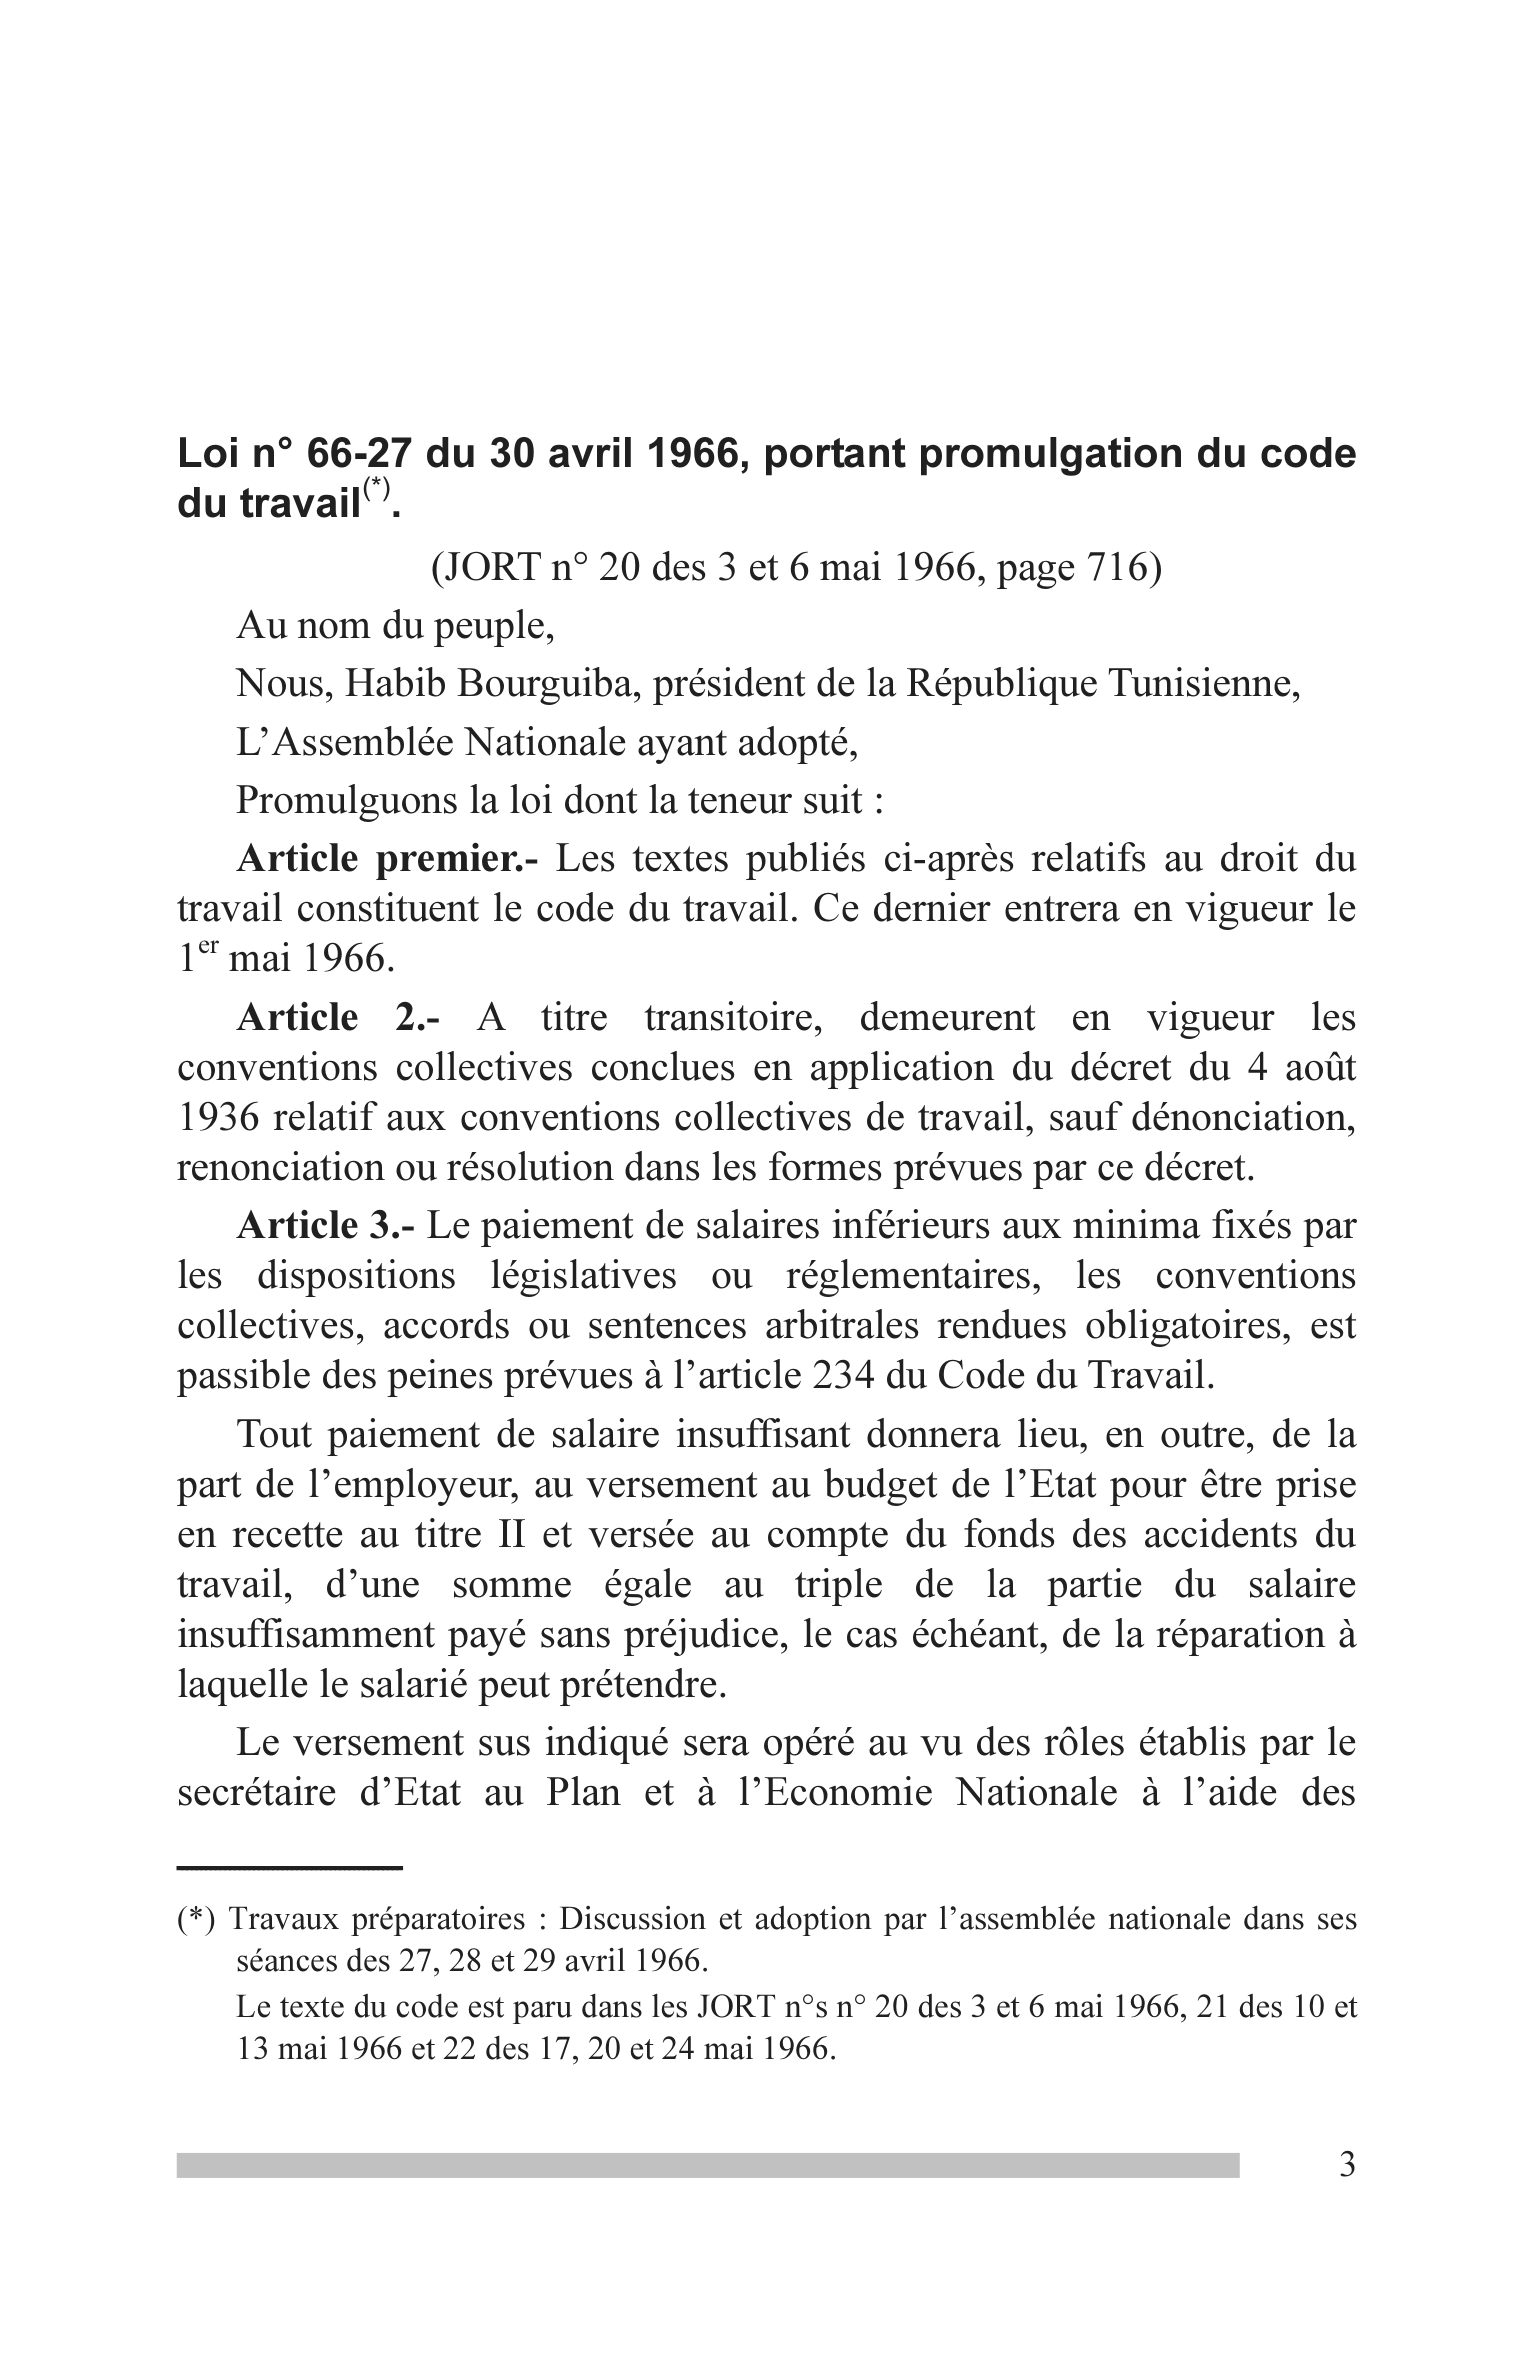 Loi n° 66-27 du 30 avril 1966, portant promulgation du code
du travail(*).
(JORT n° 20 des 3 et 6 mai 1966, page 716)
Au nom du peuple,
Nous, Habib Bourguiba, président de la République Tunisienne,
L’Assemblée Nationale ayant adopté,
Promulguons la loi dont la teneur suit :
Article premier.- Les textes publiés ci-après relatifs au droit du
travail constituent le code du travail. Ce dernier entrera en vigueur le
1er mai 1966.
Article 2.- A titre transitoire, demeurent en vigueur les
conventions collectives conclues en application du décret du 4 août
1936 relatif aux conventions collectives de travail, sauf dénonciation,
renonciation ou résolution dans les formes prévues par ce décret.
Article 3.- Le paiement de salaires inférieurs aux minima fixés par
les dispositions législatives ou réglementaires, les conventions
collectives, accords ou sentences arbitrales rendues obligatoires, est
passible des peines prévues à l’article 234 du Code du Travail.
Tout paiement de salaire insuffisant donnera lieu, en outre, de la
part de l’employeur, au versement au budget de l’Etat pour être prise
en recette au titre II et versée au compte du fonds des accidents du
travail, d’une somme égale au triple de la partie du salaire
insuffisamment payé sans préjudice, le cas échéant, de la réparation à
laquelle le salarié peut prétendre.
Le versement sus indiqué sera opéré au vu des rôles établis par le
secrétaire d’Etat au Plan et à l’Economie Nationale à l’aide des
(*) Travaux préparatoires : Discussion et adoption par l’assemblée nationale dans ses
séances des 27, 28 et 29 avril 1966.
Le texte du code est paru dans les JORT n°s n° 20 des 3 et 6 mai 1966, 21 des 10 et
13 mai 1966 et 22 des 17, 20 et 24 mai 1966.
3